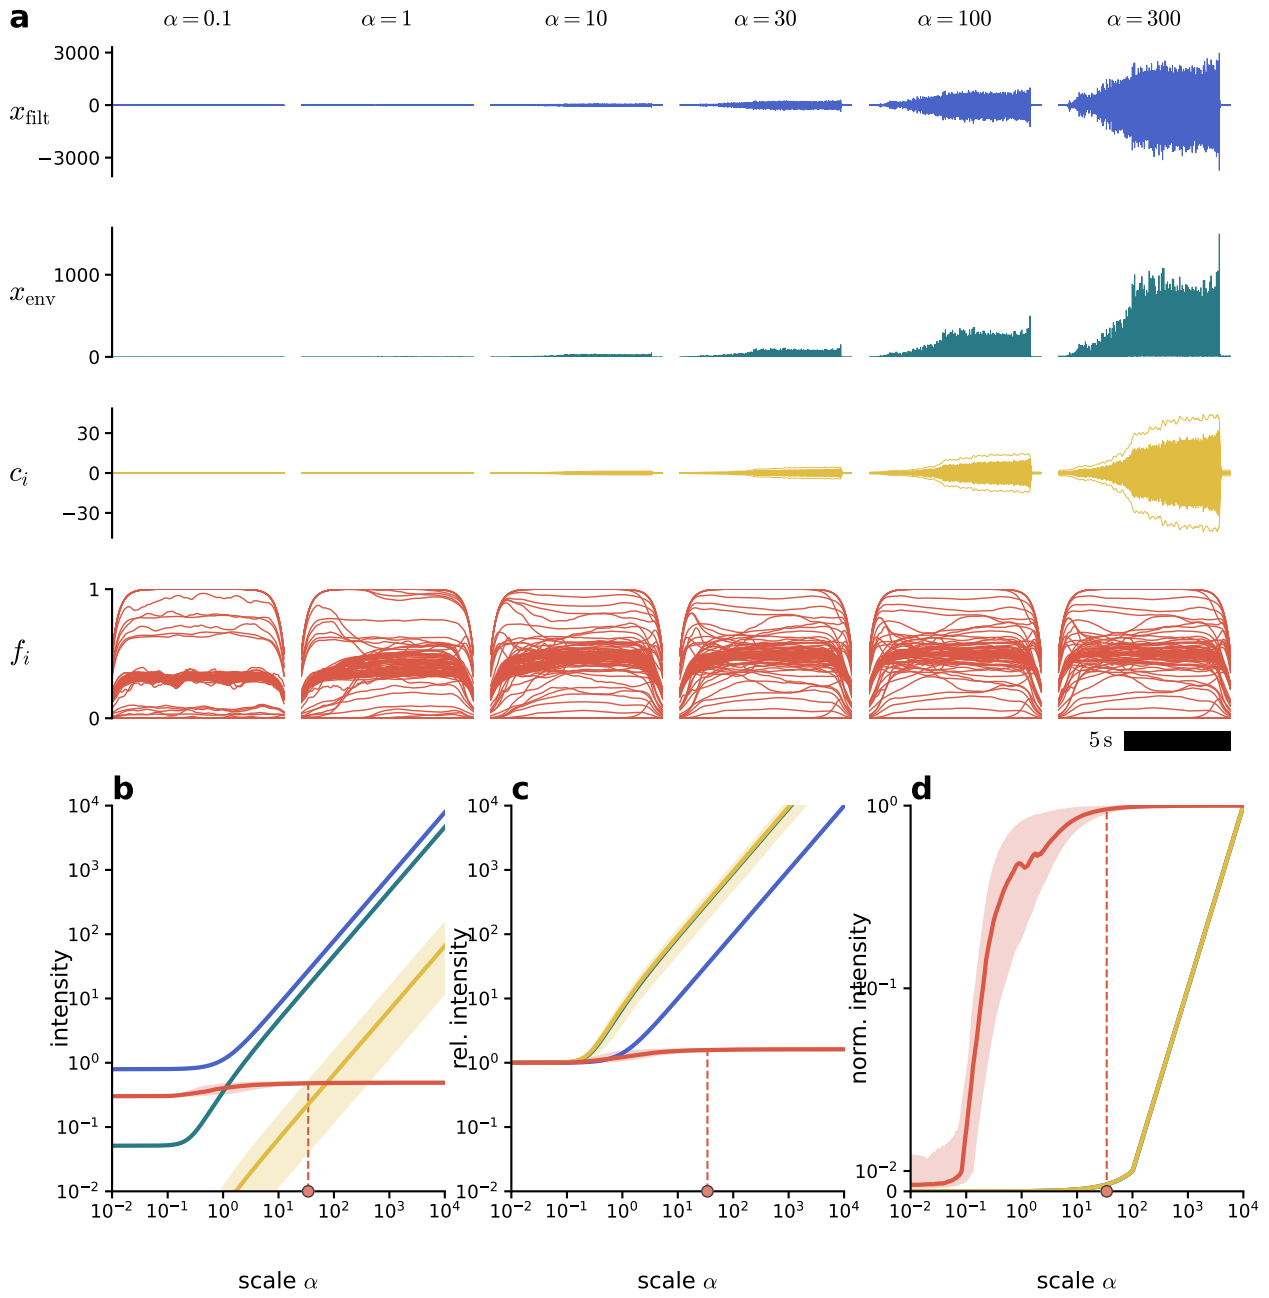 a
α = 0.1 α = 1 α = 10 α = 30 α = 100 α = 300
3000
0
−3000
x_filt
1000
0
x_env
30
0
−30
c_i
1
0
f_i
5 s
b
c
d
10^4
10^3
10^2
10^1
10^0
10^−1
10^−2
intensity
10^−2 10^−1 10^0 10^1 10^2 10^3 10^4
scale α
10^4
10^3
10^2
10^1
10^0
10^−1
10^−2
rel. intensity
10^−2 10^−1 10^0 10^1 10^2 10^3 10^4
scale α
10^0
10^−1
10^−2
0
norm. intensity
10^−2 10^−1 10^0 10^1 10^2 10^3 10^4
scale α